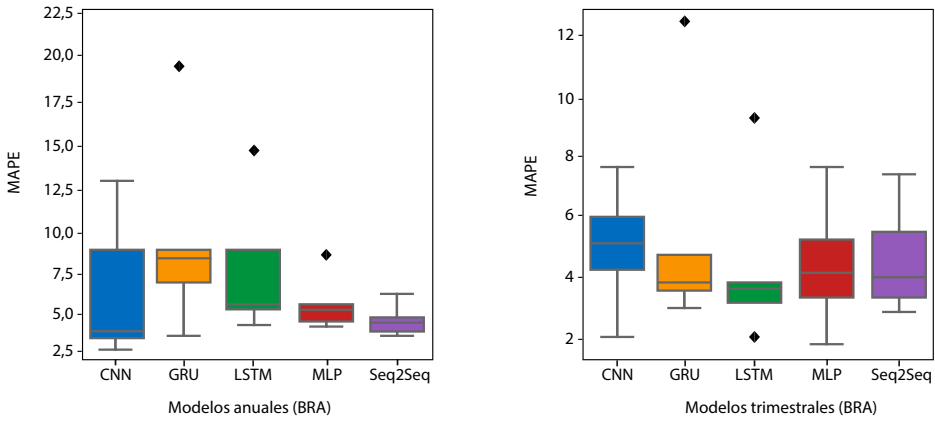 MAPE
22,5
20,0
17,5
15,0
12,5
10,0
7,5
5,0
2,5
CNN GRU LSTM MLP Seq2Seq
Modelos anuales (BRA)
MAPE
12
10
8
6
4
2
CNN GRU LSTM MLP Seq2Seq
Modelos trimestrales (BRA)